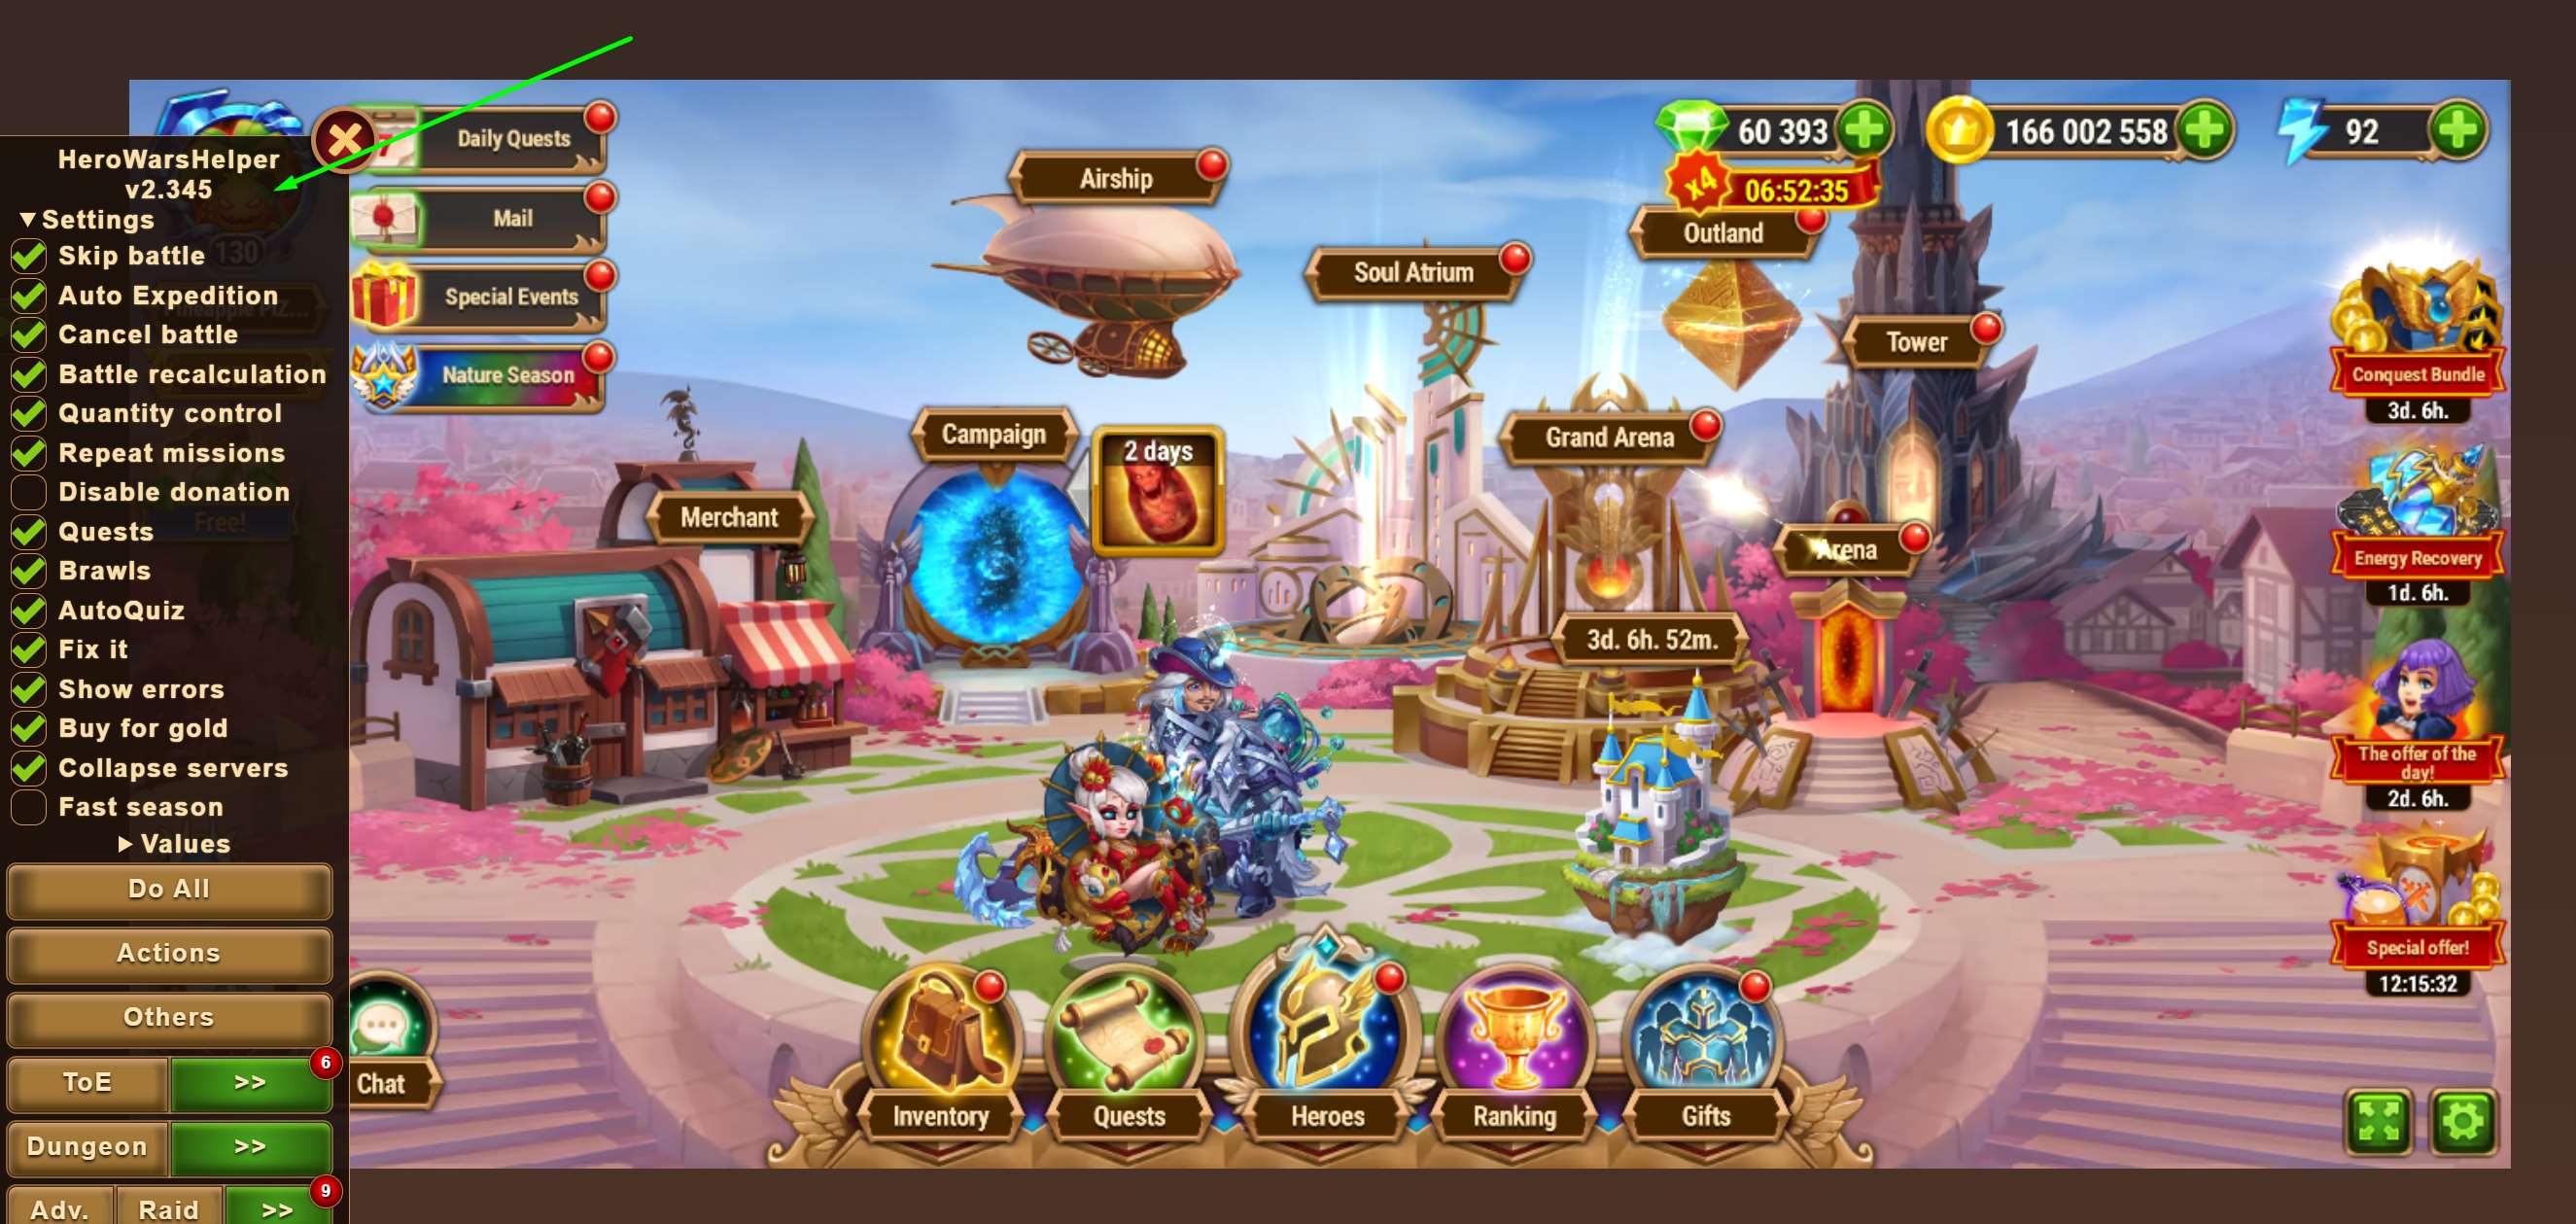 HeroWarsHelper
v2.345
▼Settings
Skip battle
Auto Expedition
Cancel battle
Battle recalculation
Quantity control
Repeat missions
Disable donation
Quests
Brawls
AutoQuiz
Fix it
Show errors
Buy for gold
Collapse servers
Fast season
▶Values
Do All
Actions
Others
ToE
>>
6
Dungeon
>>
Adv.
Raid
>>
9
130
Free!
Daily Quests
Mail
Special Events
Nature Season
Airship
Soul Atrium
60 393
166 002 558
92
x4
06:52:35
Outland
Tower
Campaign
2 days
Grand Arena
Merchant
Arena
3d. 6h. 52m.
Conquest Bundle
3d. 6h.
Energy Recovery
1d. 6h.
The offer of the
day!
2d. 6h.
Special offer!
12:15:32
Chat
Inventory
Quests
Heroes
Ranking
Gifts